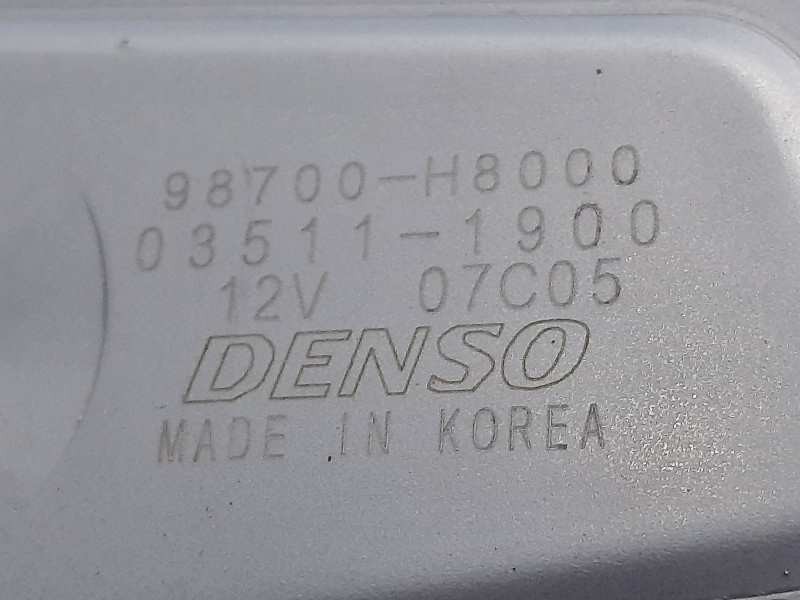 98700-H8000
03511-1900
12V 07C05
DENSO
MADE IN KOREA